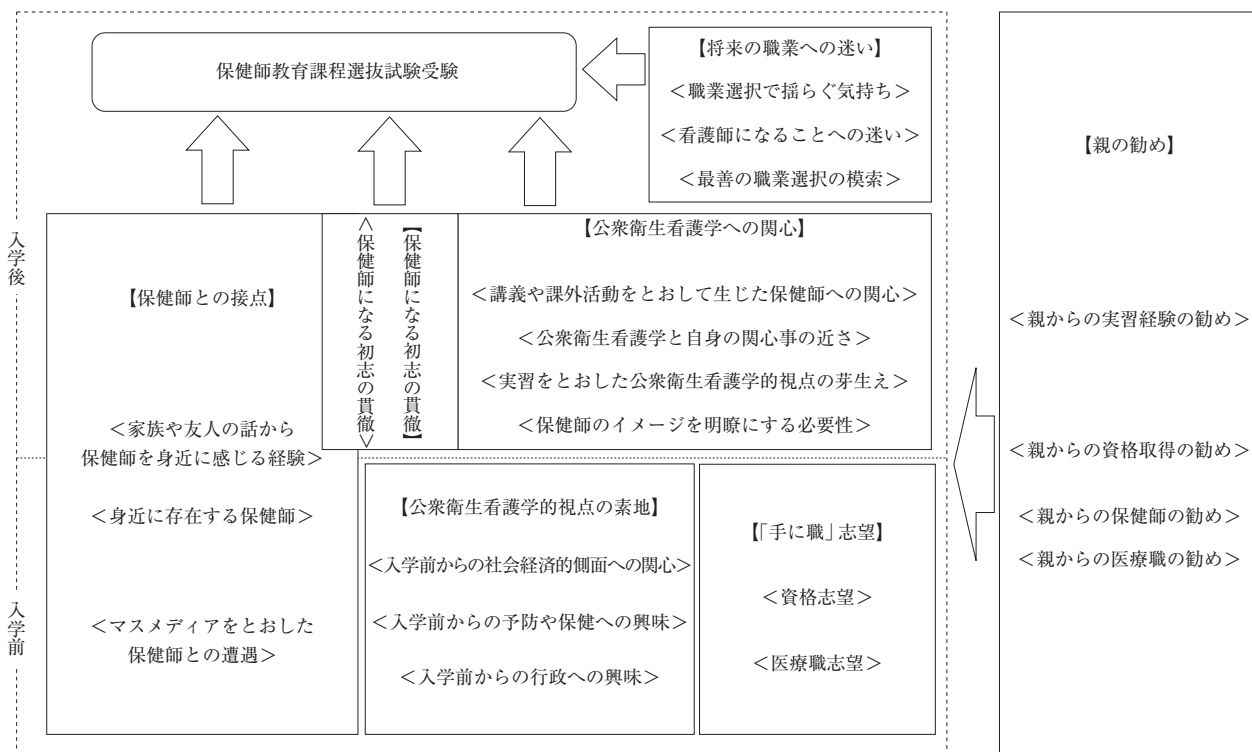 保健師教育課程選抜試験受験
【将来の職業への迷い】
＜職業選択で揺らぐ気持ち＞
＜看護師になることへの迷い＞
＜最善の職業選択の模索＞
入学後
【保健師との接点】
＜家族や友人の話から
保健師を身近に感じる経験＞
＜身近に存在する保健師＞
＜マスメディアをとおした
保健師との遭遇＞
【保健師になる初志の貫徹】
＜保健師になる初志の貫徹＞
【公衆衛生看護学への関心】
＜講義や課外活動をとおして生じた保健師への関心＞
＜公衆衛生看護学と自身の関心事の近さ＞
＜実習をとおした公衆衛生看護学的視点の芽生え＞
＜保健師のイメージを明瞭にする必要性＞
入学前
【公衆衛生看護学的視点の素地】
＜入学前からの社会経済的側面への関心＞
＜入学前からの予防や保健への興味＞
＜入学前からの行政への興味＞
【「手に職」志望】
＜資格志望＞
＜医療職志望＞
【親の勧め】
＜親からの実習経験の勧め＞
＜親からの資格取得の勧め＞
＜親からの保健師の勧め＞
＜親からの医療職の勧め＞